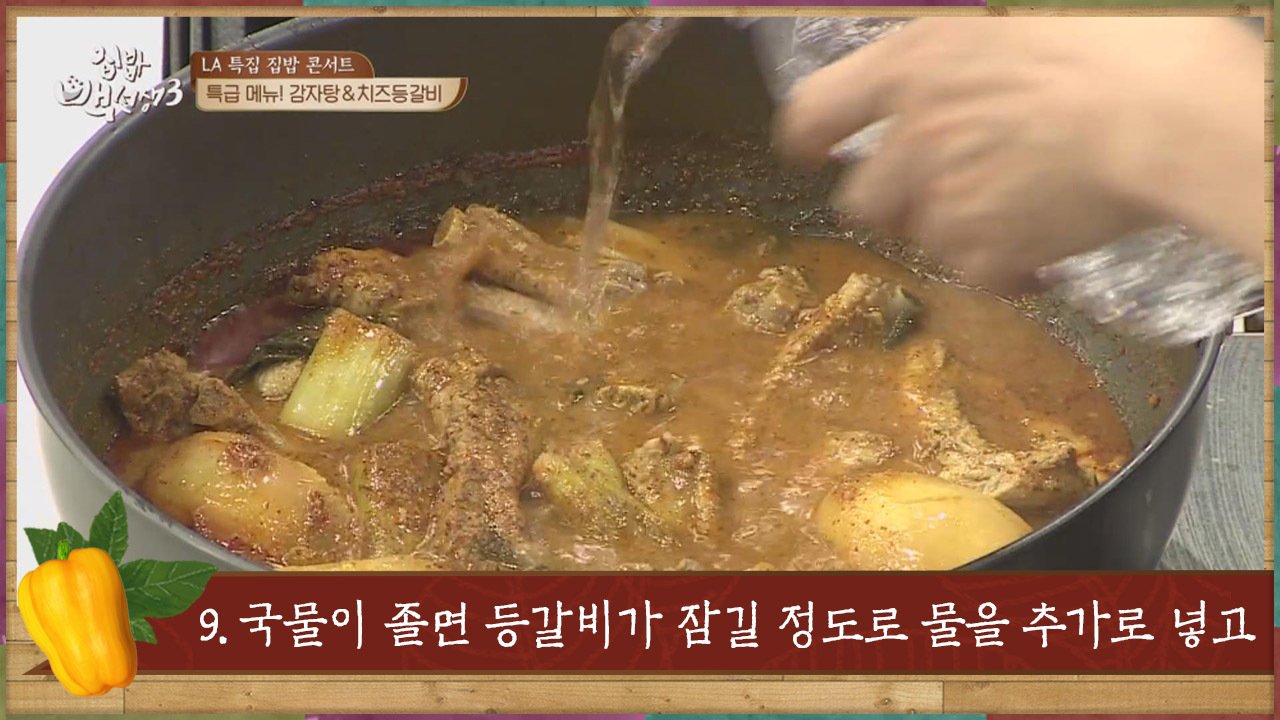 집밥
백선생3
LA 특집 집밥 콘서트
특급 메뉴! 감자탕&치즈등갈비
9. 국물이 졸면 등갈비가 잠길 정도로 물을 추가로 넣고